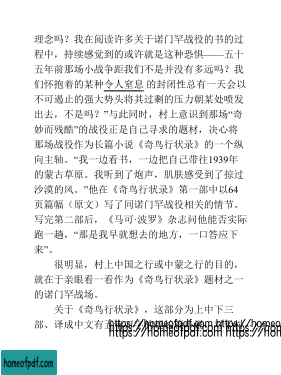 理念吗？我在阅读许多关于诺门罕战役的书的过
程中，持续感觉到的或许就是这种恐惧——五十
五年前那场小战争距我们不是并没有多远吗？我
们怀抱着的某种令人窒息的封闭性总有一天会以
不可遏止的强大势头将其过剩的压力朝某处喷发
出去，不是吗？”与此同时，村上意识到那场“奇
妙而残酷”的战役正是自己寻求的题材，决心将
那场战役作为长篇小说《奇鸟行状录》的一个纵
向主轴。“我一边看书，一边把自己带往1939年
的蒙古草原。我听到了炮声，肌肤感受到了掠过
沙漠的风。”他在《奇鸟行状录》第一部中以64
页篇幅（原文）写了同诺门罕战役相关的情节。
写完第二部后，《马可·波罗》杂志问他能否实际
跑一趟，“那是我早就想去的地方，一口答应下
来”。
很明显，村上中国之行或中蒙之行的目的，
就在于亲眼看一看作为《奇鸟行状录》题材之一
的诺门罕战场。
关于《奇鸟行状录》，这部分为上中下三
部、译成中文有五
https://homeofpdf.com https://homeo
https://homeofpdf.com https://homeo
homeofpdf.com